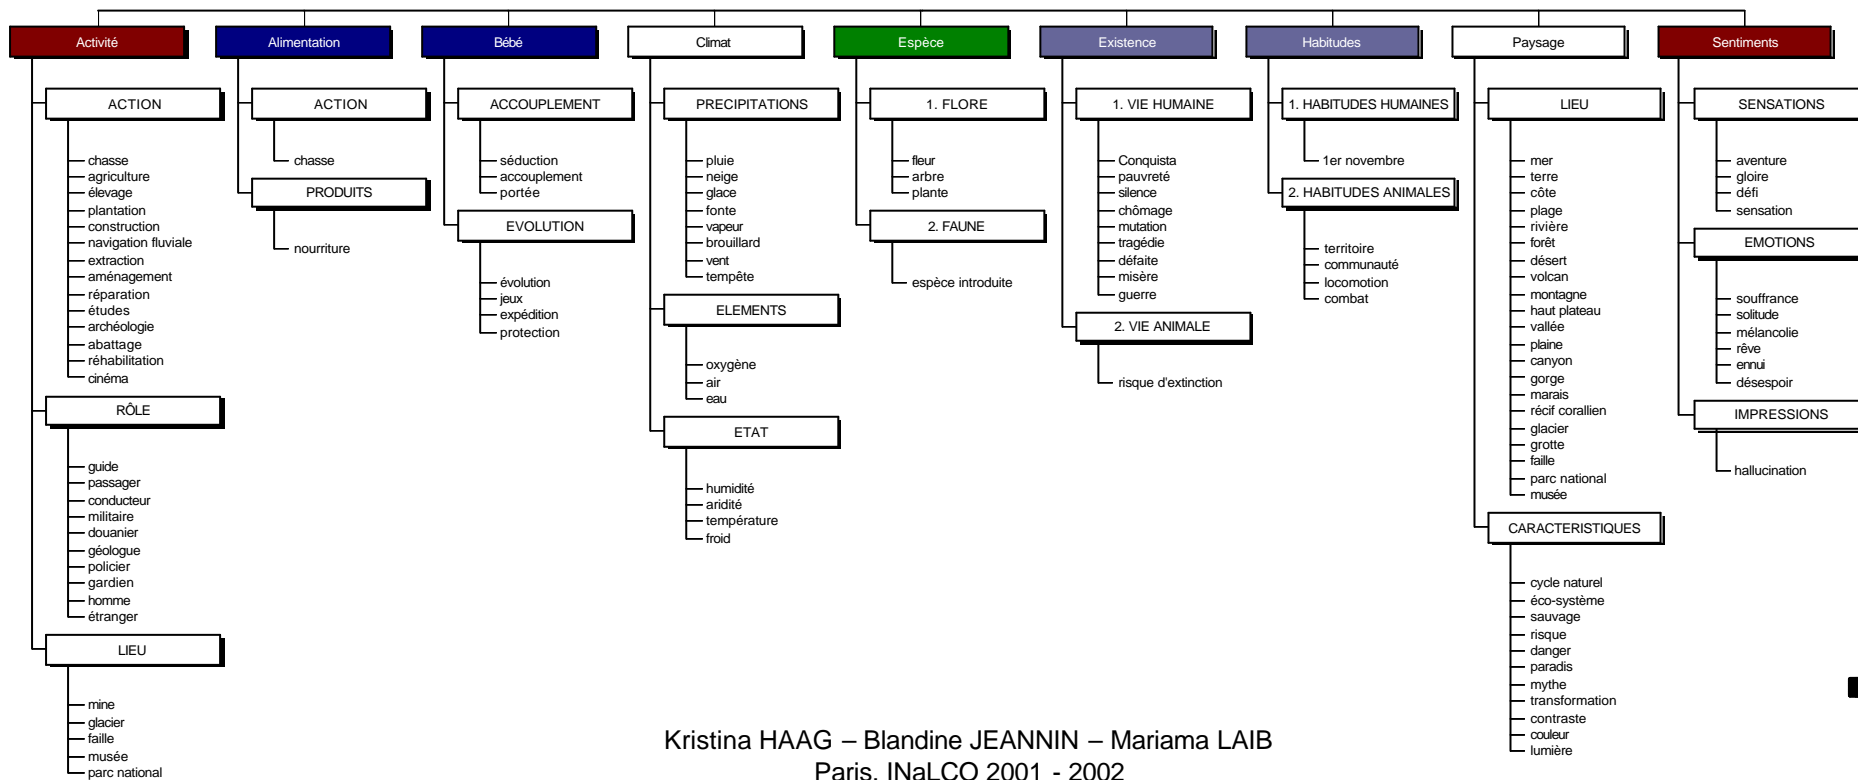 Activité
ACTION
chasse
agriculture
élevage
plantation
construction
navigation fluviale
extraction
aménagement
réparation
études
archéologie
abattage
réhabilitation
cinéma
RÔLE
guide
passager
conducteur
militaire
douanier
géologue
policier
gardien
homme
étranger
LIEU
mine
glacier
faille
musée
parc national
Alimentation
ACTION
chasse
PRODUITS
nourriture
Bébé
ACCOUPLEMENT
séduction
accouplement
portée
EVOLUTION
évolution
jeux
expédition
protection
Climat
PRECIPITATIONS
pluie
neige
glace
fonte
vapeur
brouillard
vent
tempête
ELEMENTS
oxygène
air
eau
ETAT
humidité
aridité
température
froid
Espèce
1. FLORE
fleur
arbre
plante
2. FAUNE
espèce introduite
Existence
1. VIE HUMAINE
Conquista
pauvreté
silence
chômage
mutation
tragédie
défaite
misère
guerre
2. VIE ANIMALE
risque d'extinction
Habitudes
1. HABITUDES HUMAINES
1er novembre
2. HABITUDES ANIMALES
territoire
communauté
locomotion
combat
Paysage
LIEU
mer
terre
côte
plage
rivière
forêt
désert
volcan
montagne
haut plateau
vallée
plaine
canyon
gorge
marais
récif corallien
glacier
grotte
faille
parc national
musée
CARACTERISTIQUES
cycle naturel
éco-système
sauvage
risque
danger
paradis
mythe
transformation
contraste
couleur
lumière
Sentiments
SENSATIONS
aventure
gloire
défi
sensation
EMOTIONS
souffrance
solitude
mélancolie
rêve
ennui
désespoir
IMPRESSIONS
hallucination
Kristina HAAG – Blandine JEANNIN – Mariama LAIB
Paris, INaLCO 2001 - 2002